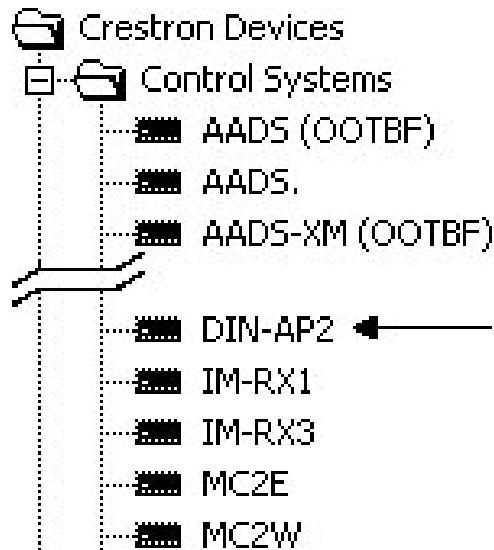 Crestron Devices
Control Systems
AADS (OOTBF)
AADS.
AADS-XM (OOTBF)
DIN-AP2
IM-RX1
IM-RX3
MC2E
MC2W